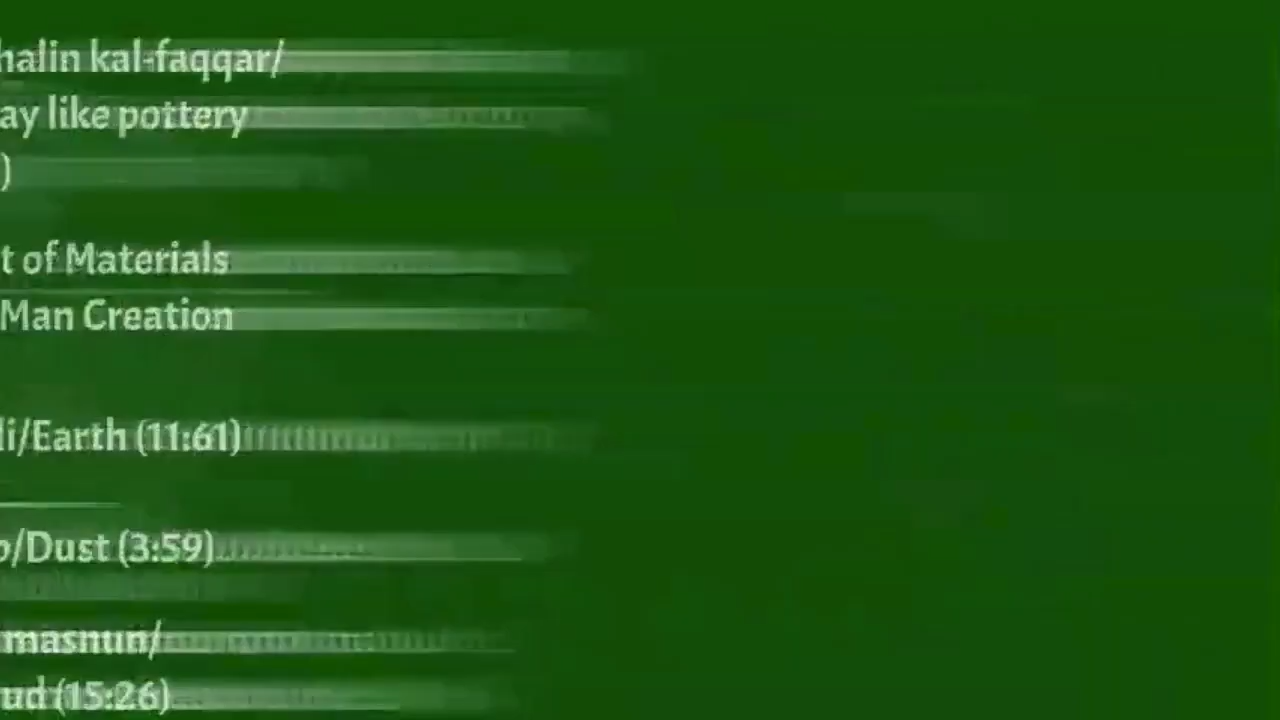 halin kal-faqqar/
ay like pottery
)
t of Materials
Man Creation
li/Earth (11:61)
b/Dust (3:59)
masnun/
ud (15:26)